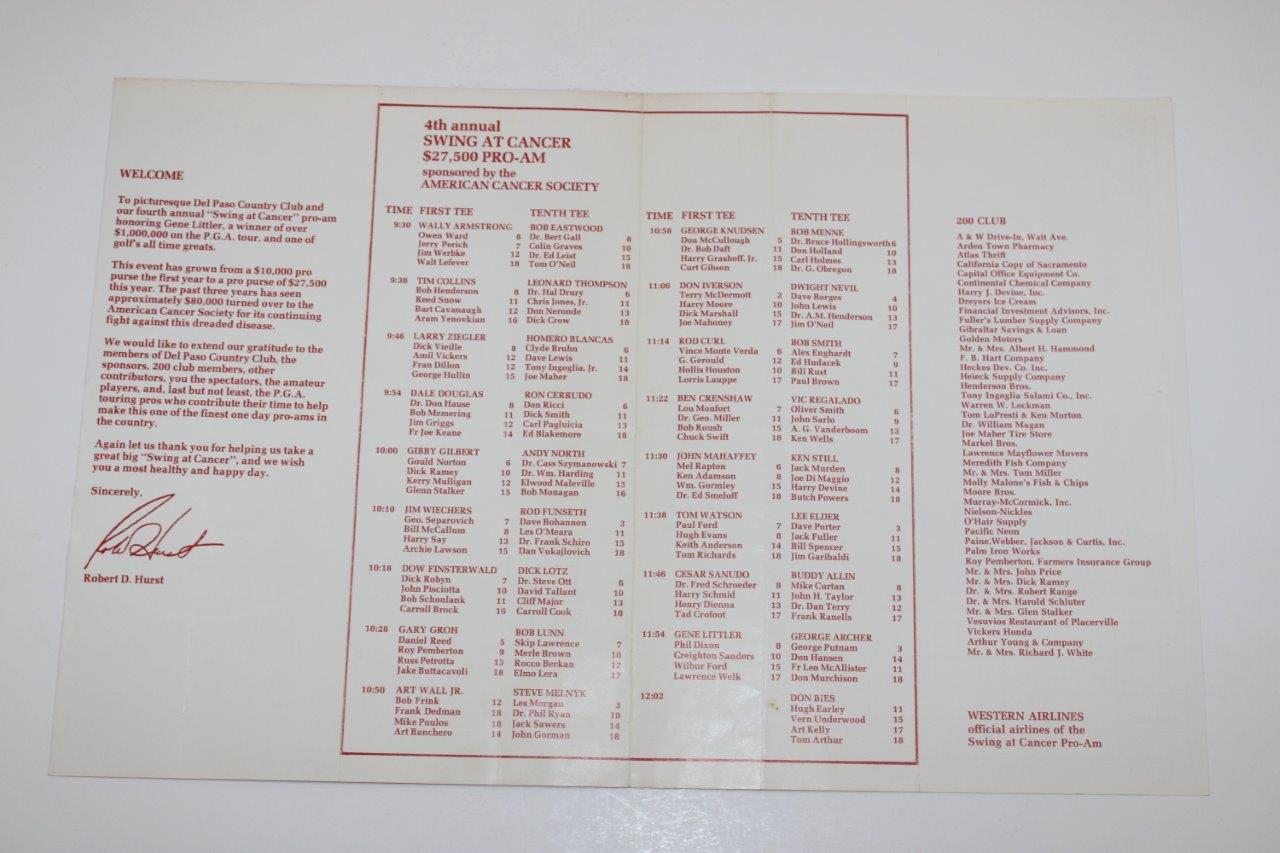 WELCOME
To picturesque Del Paso Country Club and
our fourth annual "Swing at Cancer" pro-am
honoring Gene Littler, a winner of over
$1,000,000 on the P.G.A. tour, and one of
golf's all time greats.
This event has grown from a $10,000 pro
purse the first year to a pro purse of $27,500
this year. The past three years has seen
approximately $80,000 turned over to the
American Cancer Society for its continuing
fight against this dreaded disease.
We would like to extend our gratitude to the
members of Del Paso Country Club, the
sponsors, 200 club members, other
contributors, you the spectators, the amateur
players, and, last but not least, the P.G.A.
touring pros who contribute their time to help
make this one of the finest one day pro-ams in
the country.
Again let us thank you for helping us take a
great big "Swing at Cancer", and we wish
you a most healthy and happy day.
Sincerely,
Robert D. Hurst
4th annual
SWING AT CANCER
$27,500 PRO-AM
sponsored by the
AMERICAN CANCER SOCIETY
TIME FIRST TEE TENTH TEE
9:30 WALLY ARMSTRONG BOB EASTWOOD
Owen Ward 8 Dr. Bert Gall 8
Jerry Perich 7 Colin Graves 10
Jim Werbke 12 Dr. Ed Leist 15
Walt Lefever 18 Tom O'Neil 18
9:38 TIM COLLINS LEONARD THOMPSON
Bob Henderson 8 Dr. Hal Drury 6
Reed Snow 11 Chris Jones, Jr. 11
Bart Cavanaugh 12 Don Neronde 13
Aram Yenovkian 16 Dick Crow 18
9:46 LARRY ZIEGLER HOMERO BLANCAS
Dick Vieille 8 Clyde Bruhn 6
Amil Vickers 12 Dave Lewis 11
Fran Dillon 12 Tony Ingoglia, Jr. 14
George Hullin 15 Joe Maher 18
9:54 DALE DOUGLAS RON CERRUDO
Dr. Don Hause 8 Don Ricci 6
Bob Memering 11 Dick Smith 11
Jim Griggs 12 Carl Pagluicia 13
Fr Joe Keane 14 Ed Blakemore 18
10:00 GIBBY GILBERT ANDY NORTH
Gould Norton 6 Dr. Cass Szymanowski 7
Dick Ramey 10 Dr. Wm. Harding 11
Kerry Mulligan 12 Elwood Maleville 15
Glenn Stalker 15 Bob Monagan 16
10:10 JIM WIECHERS ROD FUNSETH
Geo. Separovich 7 Dave Bohannon 3
Bill McCallum 8 Les O'Meara 11
Harry Say 13 Dr. Frank Schiro 15
Archie Lawson 15 Dan Vukajlovich 18
10:18 DOW FINSTERWALD DICK LOTZ
Dick Robyn 7 Dr. Steve Ott 6
John Pisciotta 10 David Tallant 10
Bob Schonlank 11 Cliff Major 13
Carroll Brock 16 Carroll Cook 18
10:26 GARY GROH BOB LUNN
Daniel Reed 5 Skip Lawrence 7
Roy Pemberton 9 Merle Brown 10
Russ Petrotta 13 Rocco Berkan 12
Jake Buttacavoli 18 Elmo Lera 17
10:50 ART WALL JR. STEVE MELNYK
Bob Frink 12 Les Morgan 3
Frank Dedman 18 Dr. Phil Ryan 10
Mike Poulos 18 Jack Sawers 14
Art Banchero 14 John Gorman 18
TIME FIRST TEE TENTH TEE
10:58 GEORGE KNUDSEN BOB MENNE
Don McCullough 5 Dr. Bruce Hollingsworth 6
Dr. Bob Daft 11 Don Holland 10
Harry Grashoff, Jr. 15 Carl Holmes 13
Curt Gibson 18 Dr. G. Obregon 18
11:06 DON IVERSON DWIGHT NEVIL
Terry McDermott 2 Dave Borges 4
Harry Moore 10 John Lewis 10
Dick Marshall 15 Dr. A.M. Henderson 13
Joe Mahoney 17 Jim O'Neil 17
11:14 ROD CURL BOB SMITH
Vince Monte Verda 6 Alex Enghardt 7
G. Gerould 12 Ed Hudacek 9
Hollis Houston 10 Bill Rust 11
Lorris Lauppe 17 Paul Brown 17
11:22 BEN CRENSHAW VIC REGALADO
Lou Monfort 7 Oliver Smith 6
Dr. Geo. Miller 11 John Sarlo 9
Bob Roush 15 A. G. Vanderboom 13
Chuck Swift 18 Ken Wells 17
11:30 JOHN MAHAFFEY KEN STILL
Mel Rapton 6 Jack Murden 8
Ken Adamson 8 Joe Di Maggio 12
Wm. Gormley 15 Harry Devine 14
Dr. Ed Smeloff 18 Butch Powers 18
11:38 TOM WATSON LEE ELDER
Paul Ford 7 Dave Porter 3
Hugh Evans 8 Jack Fuller 11
Keith Anderson 14 Bill Spencer 15
Tom Richards 18 Jim Garibaldi 18
11:46 CESAR SANUDO BUDDY ALLIN
Dr. Fred Schroeder 8 Mike Curtan 8
Harry Schmid 11 John H. Taylor 13
Henry Dienna 13 Dr. Dan Terry 12
Tad Crofoot 17 Frank Ranells 17
11:54 GENE LITTLER GEORGE ARCHER
Phil Dixon 8 George Putnam 3
Creighton Sanders 10 Don Hansen 14
Wilbur Ford 15 Fr Leo McAllister 11
Lawrence Welk 17 Don Murchison 18
12:02 DON BIES
Hugh Earley 11
Vern Underwood 15
Art Kelly 17
Tom Arthur 18
200 CLUB
A & W Drive-In, Watt Ave.
Arden Town Pharmacy
Atlas Thrift
California Copy of Sacramento
Capital Office Equipment Co.
Continental Chemical Company
Harry J. Devine, Inc.
Dreyers Ice Cream
Financial Investment Advisors, Inc.
Fuller's Lumber Supply Company
Gibraltar Savings & Loan
Golden Motors
Mr. & Mrs. Albert H. Hammond
F. B. Hart Company
Heckes Dev. Co. Inc.
Heieck Supply Company
Henderson Bros.
Tony Ingoglia Salami Co., Inc.
Warren W. Lockman
Tom LoPresti & Ken Morton
Dr. William Magan
Joe Maher Tire Store
Markel Bros.
Lawrence Mayflower Movers
Meredith Fish Company
Mr. & Mrs. Tom Miller
Molly Malone's Fish & Chips
Moore Bros.
Murray-McCormick, Inc.
Nielson-Nickles
O'Hair Supply
Pacific Neon
Paine,Webber, Jackson & Curtis, Inc.
Palm Iron Works
Roy Pemberton, Farmers Insurance Group
Mr. & Mrs. John Price
Mr. & Mrs. Dick Ramey
Dr. & Mrs. Robert Range
Dr. & Mrs. Harold Schluter
Mr. & Mrs. Glen Stalker
Vesuvios Restaurant of Placerville
Vickers Honda
Arthur Young & Company
Mr. & Mrs. Richard J. White
WESTERN AIRLINES
official airlines of the
Swing at Cancer Pro-Am